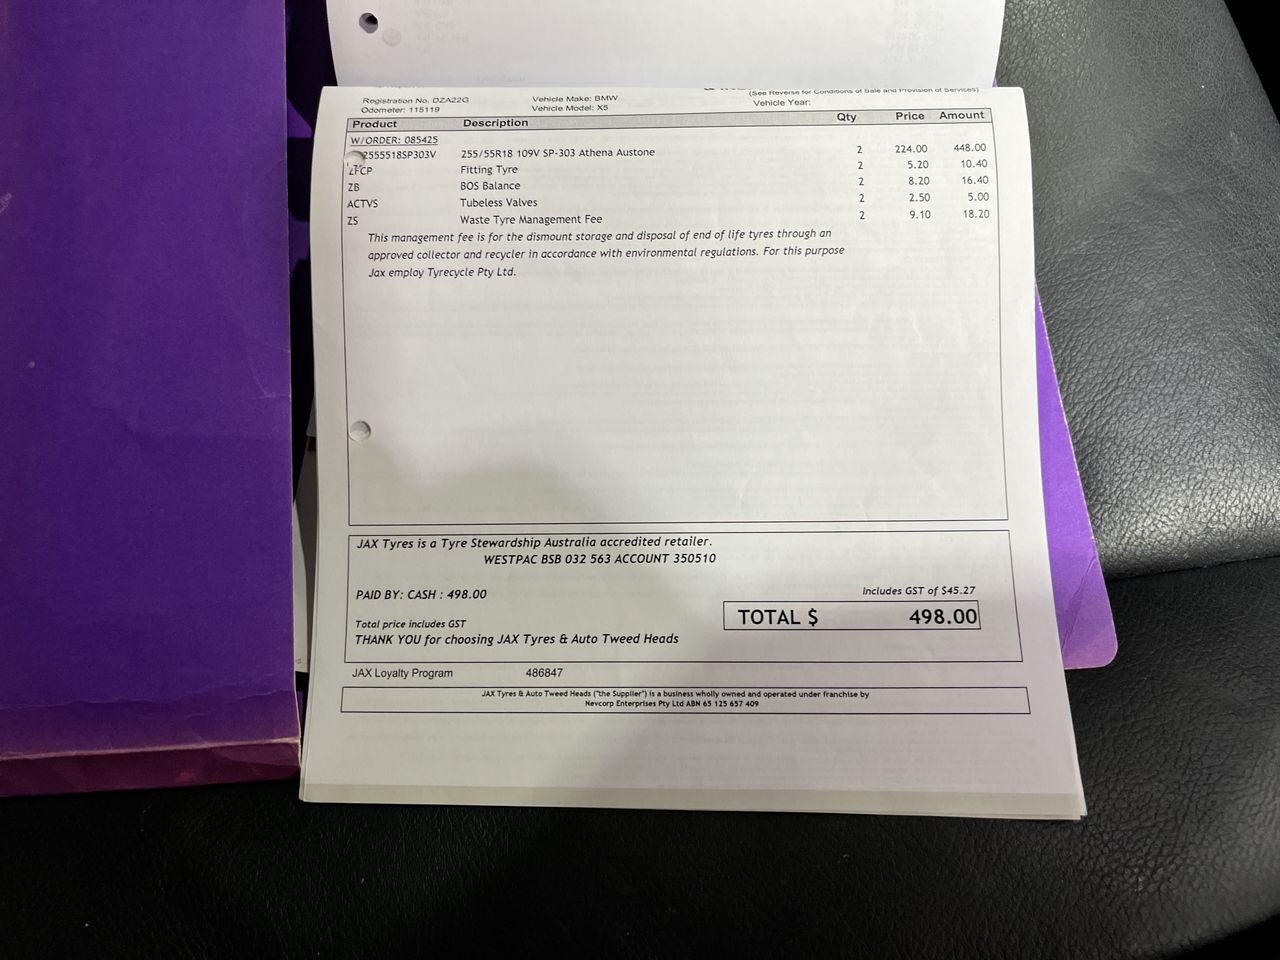 (See Reverse for Conditions of Sale and Provision of Services)
Registration No. DZA22G Vehicle Make: BMW Vehicle Year:
Odometer: 115119 Vehicle Model: X5
Product Description Qty Price Amount
W/ORDER: 085425
2555518SP303V 255/55R18 109V SP-303 Athena Austone 2 224.00 448.00
ZFCP Fitting Tyre 2 5.20 10.40
ZB BOS Balance 2 8.20 16.40
ACTVS Tubeless Valves 2 2.50 5.00
ZS Waste Tyre Management Fee 2 9.10 18.20
This management fee is for the dismount storage and disposal of end of life tyres through an
approved collector and recycler in accordance with environmental regulations. For this purpose
Jax employ Tyrecycle Pty Ltd.
JAX Tyres is a Tyre Stewardship Australia accredited retailer.
WESTPAC BSB 032 563 ACCOUNT 350510
PAID BY: CASH : 498.00 Includes GST of $45.27
TOTAL $ 498.00
Total price includes GST
THANK YOU for choosing JAX Tyres & Auto Tweed Heads
JAX Loyalty Program 486847
JAX Tyres & Auto Tweed Heads ("the Supplier") is a business wholly owned and operated under franchise by
Nevcorp Enterprises Pty Ltd ABN 65 125 657 409